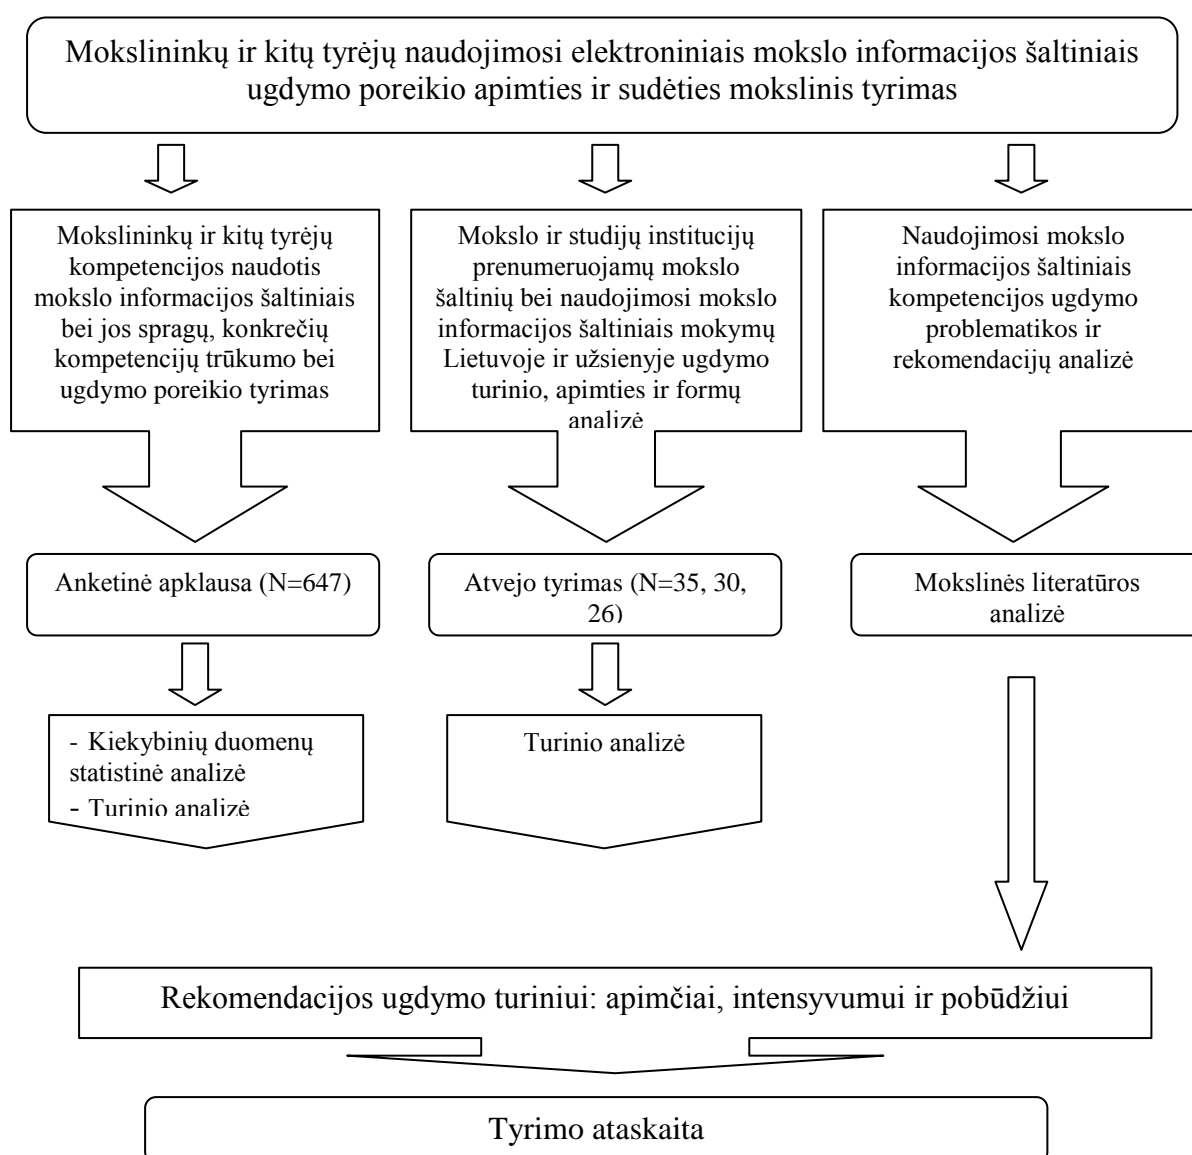 Mokslininkų ir kitų tyrėjų naudojimosi elektroniniais mokslo informacijos šaltiniais
ugdymo poreikio apimties ir sudėties mokslinis tyrimas
Mokslininkų ir kitų tyrėjų
kompetencijos naudotis
mokslo informacijos šaltiniais
bei jos spragų, konkrečių
kompetencijų trūkumo bei
ugdymo poreikio tyrimas
Mokslo ir studijų institucijų
prenumeruojamų mokslo
šaltinių bei naudojimosi mokslo
informacijos šaltiniais mokymų
Lietuvoje ir užsienyje ugdymo
turinio, apimties ir formų
analizė
Naudojimosi mokslo
informacijos šaltiniais
kompetencijos ugdymo
problematikos ir
rekomendacijų analizė
Anketinė apklausa (N=647)
Atvejo tyrimas (N=35, 30,
26)
Mokslinės literatūros
analizė
- Kiekybinių duomenų
statistinė analizė
- Turinio analizė
Turinio analizė
Rekomendacijos ugdymo turiniui: apimčiai, intensyvumui ir pobūdžiui
Tyrimo ataskaita